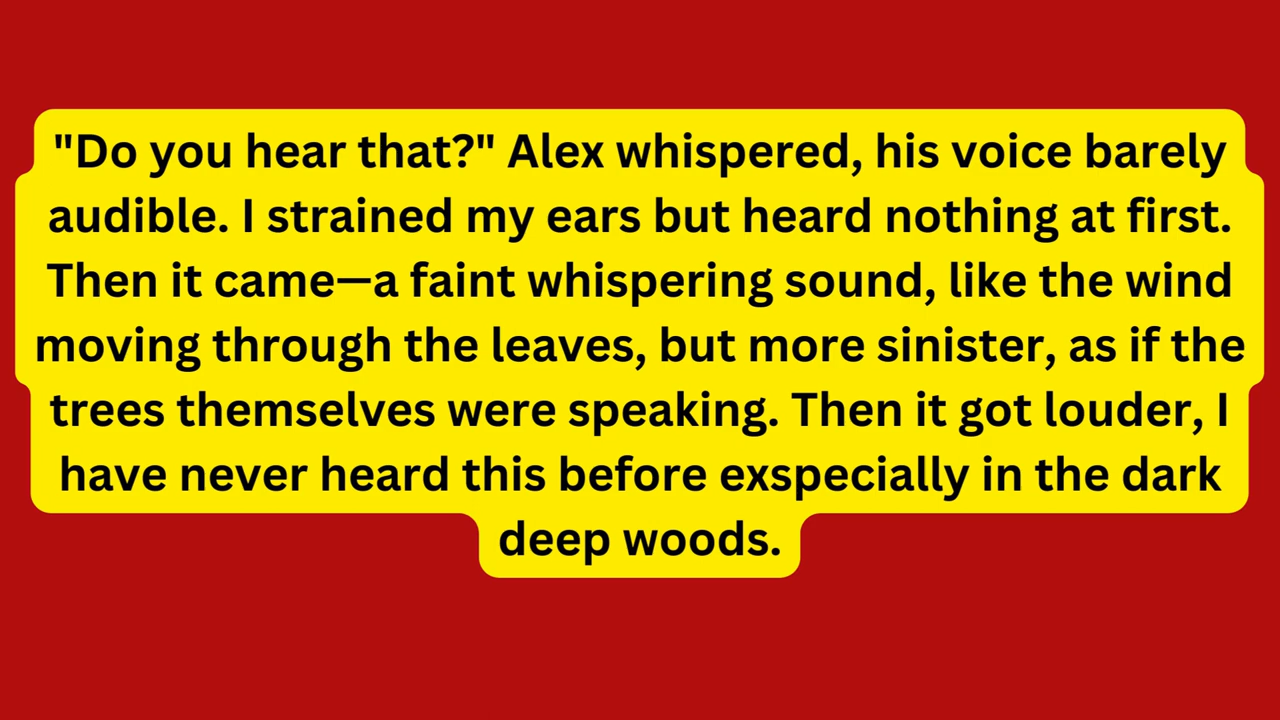 "Do you hear that?" Alex whispered, his voice barely
audible. I strained my ears but heard nothing at first.
Then it came—a faint whispering sound, like the wind
moving through the leaves, but more sinister, as if the
trees themselves were speaking. Then it got louder, I
have never heard this before exspecially in the dark
deep woods.